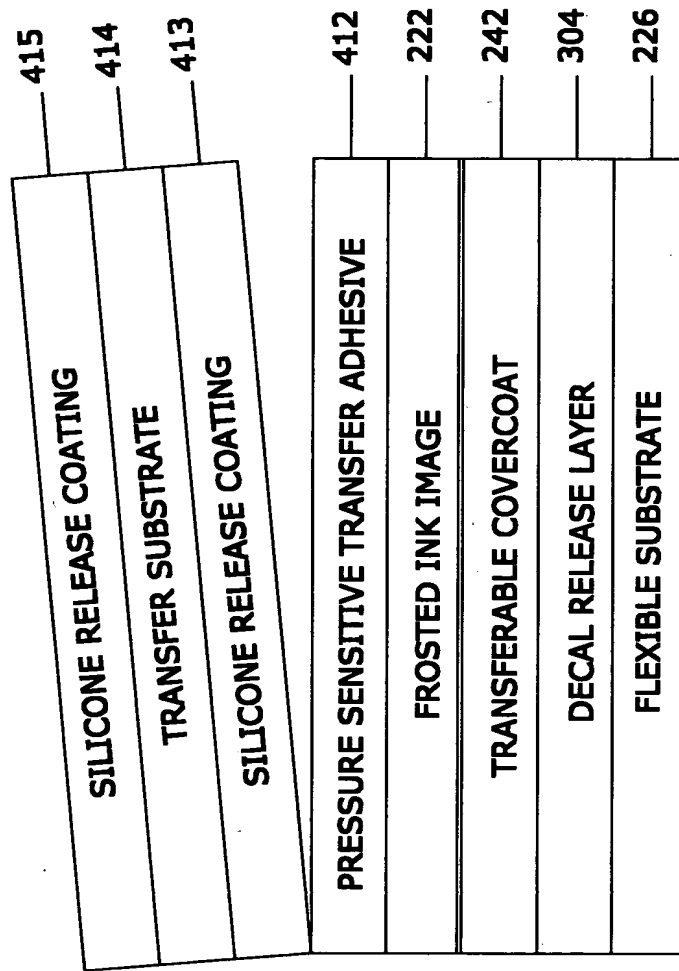 SILICONE RELEASE COATING 415
TRANSFER SUBSTRATE 414
SILICONE RELEASE COATING 413
PRESSURE SENSITIVE TRANSFER ADHESIVE 412
FROSTED INK IMAGE 222
TRANSFERABLE COVERCOAT 242
DECAL RELEASE LAYER 304
FLEXIBLE SUBSTRATE 226